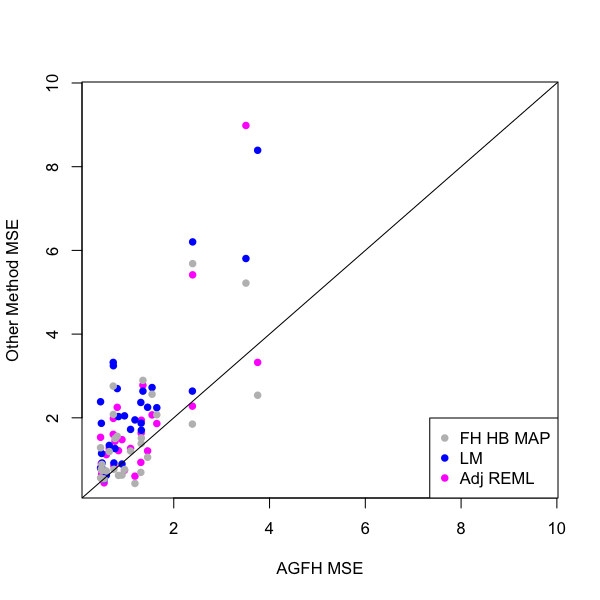 10
8
6
4
2
Other Method MSE
FH HB MAP
LM
Adj REML
2 4 6 8 10
AGFH MSE